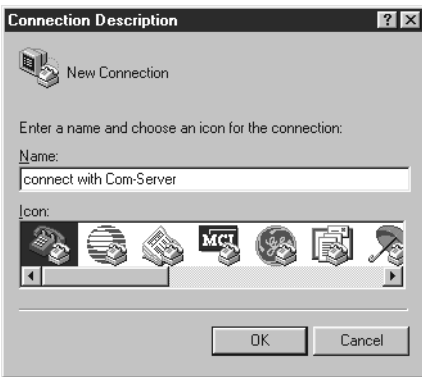 Connection Description
New Connection
Enter a name and choose an icon for the connection:
Name:
connect with Com-Server
Icon:
MCI
OK
Cancel